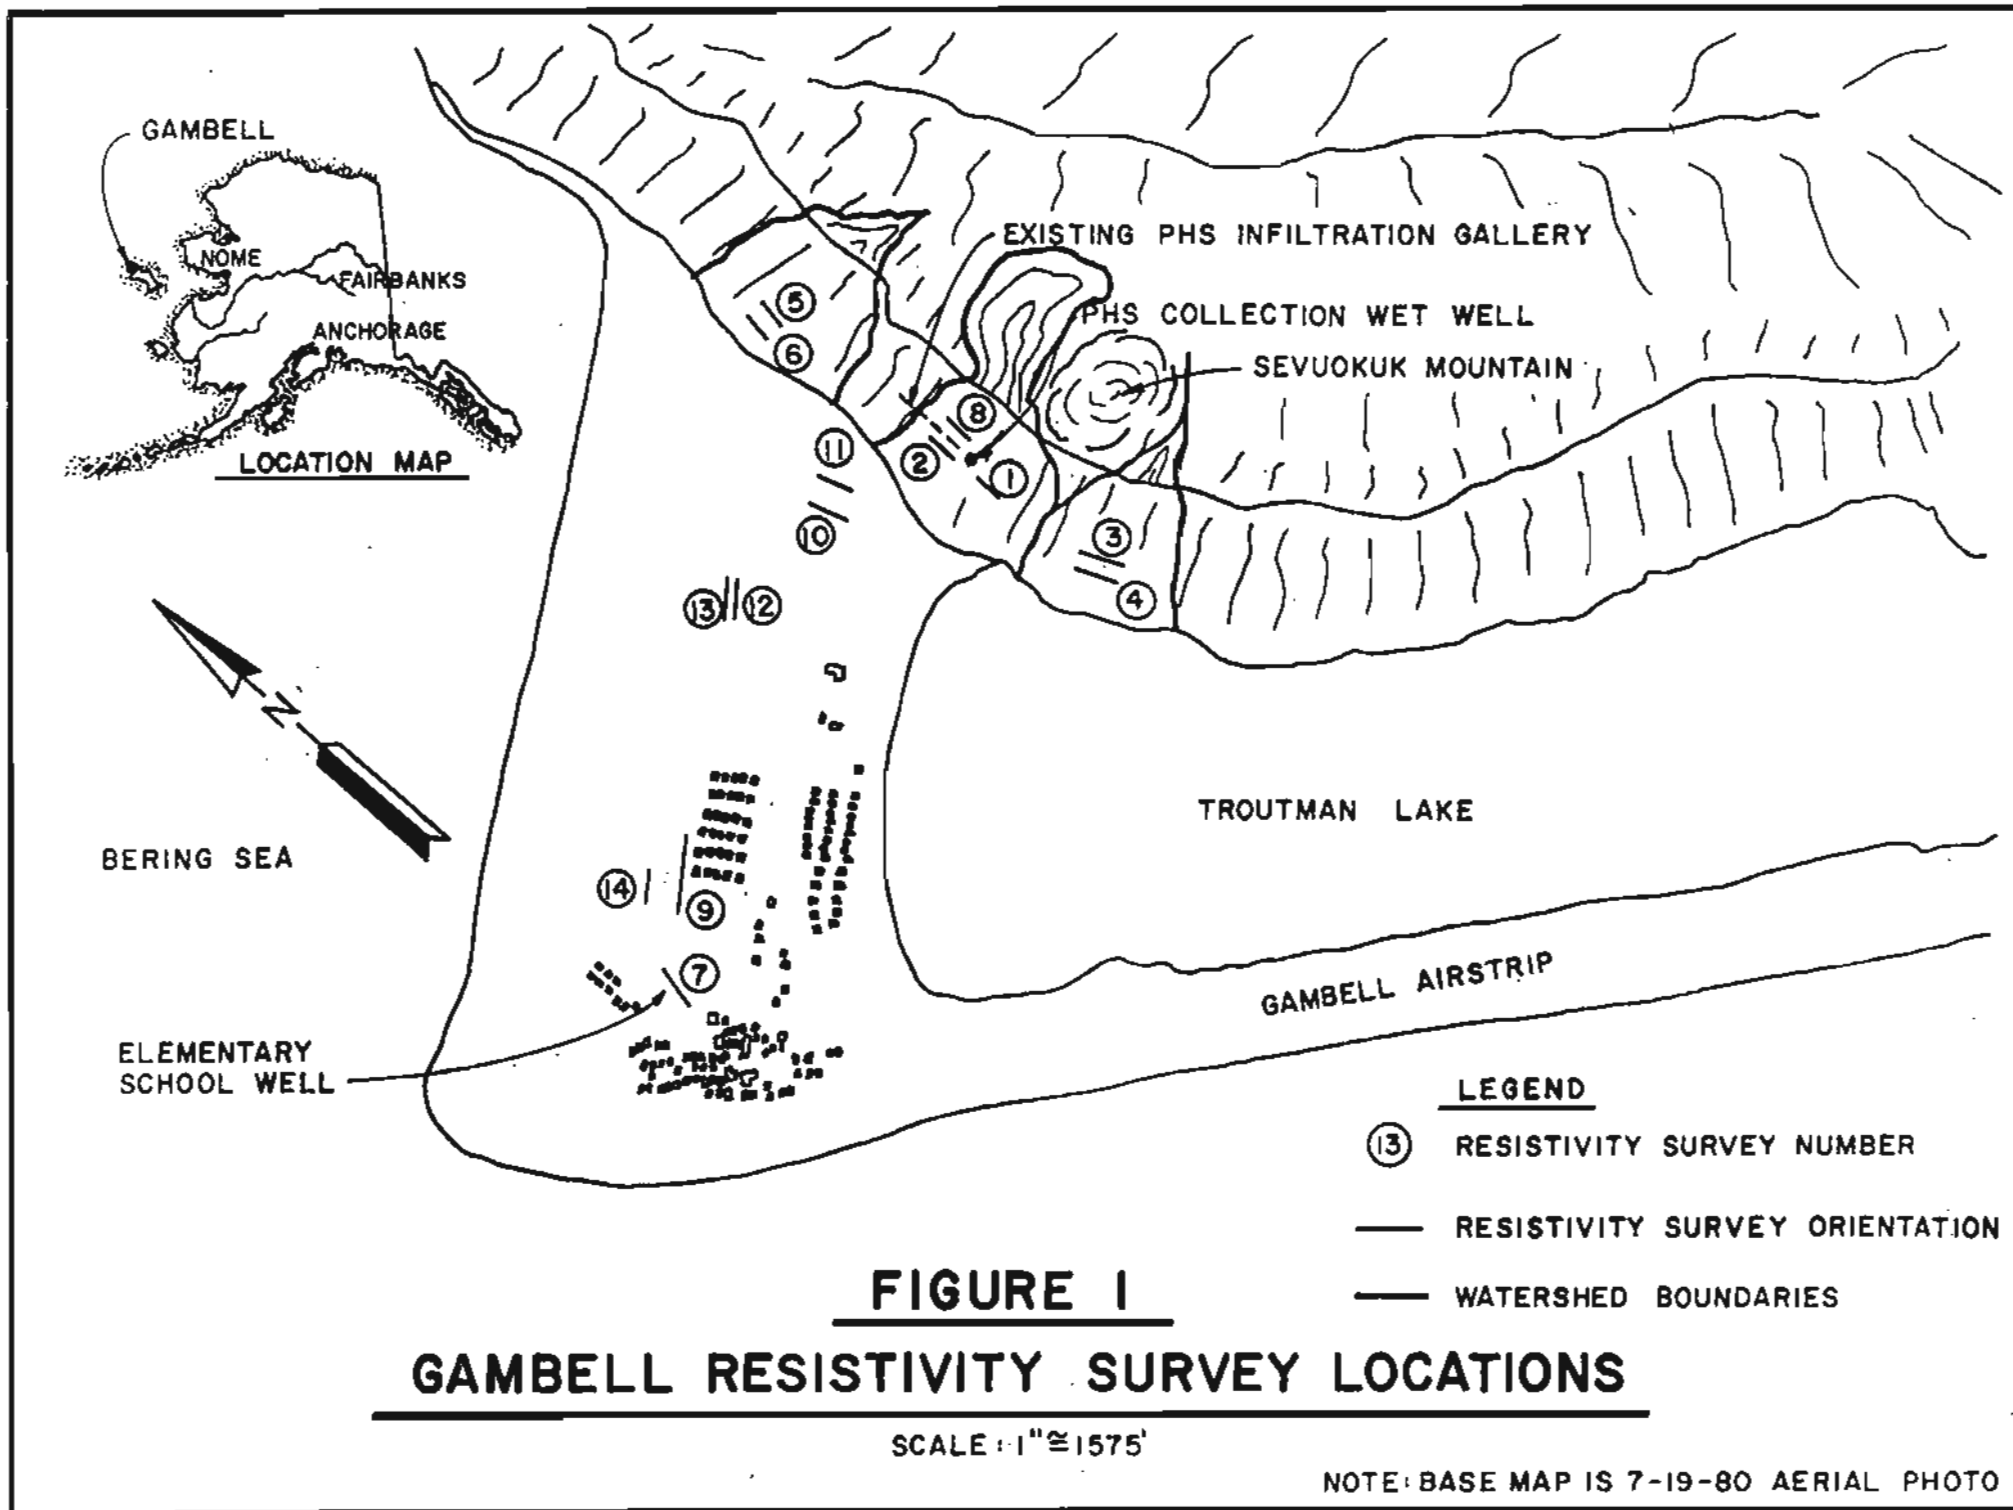 GAMBELL
NOME
FAIRBANKS
ANCHORAGE
LOCATION MAP
EXISTING PHS INFILTRATION GALLERY
PHS COLLECTION WET WELL
SEVUOKUK MOUNTAIN
5
6
8
11
2
1
10
3
4
13
12
N
TROUTMAN LAKE
BERING SEA
14
9
7
GAMBELL AIRSTRIP
ELEMENTARY
SCHOOL WELL
LEGEND
13 RESISTIVITY SURVEY NUMBER
RESISTIVITY SURVEY ORIENTATION
WATERSHED BOUNDARIES
FIGURE 1
GAMBELL RESISTIVITY SURVEY LOCATIONS
SCALE: 1"≅1575'
NOTE: BASE MAP IS 7-19-80 AERIAL PHOTO